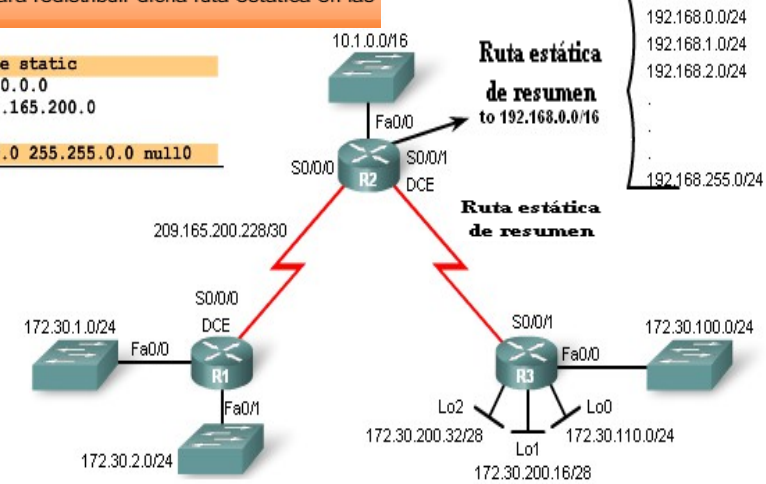 para redistribuir dicha ruta estática en las
e static
0.0.0
.165.200.0
.0 255.255.0.0 null0
10.1.0.0/16
Fa0/0
Ruta estática
de resumen
to 192.168.0.0/16
192.168.0.0/24
192.168.1.0/24
192.168.2.0/24
.
.
.
192.168.255.0/24
S0/0/0
R2
S0/0/1
DCE
Ruta estática
de resumen
209.165.200.228/30
S0/0/0
DCE
172.30.1.0/24
Fa0/0
R1
Fa0/1
172.30.2.0/24
S0/0/1
172.30.100.0/24
Fa0/0
R3
Lo2
Lo0
172.30.200.32/28
Lo1
172.30.110.0/24
172.30.200.16/28